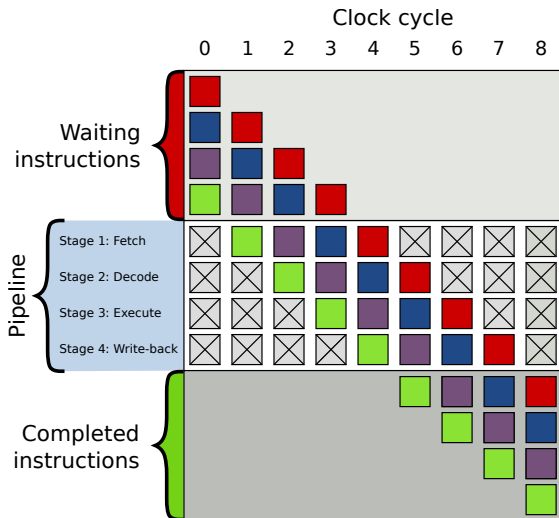 Clock cycle
0 1 2 3 4 5 6 7 8
Waiting
instructions
Pipeline
Stage 1: Fetch
Stage 2: Decode
Stage 3: Execute
Stage 4: Write-back
Completed
instructions